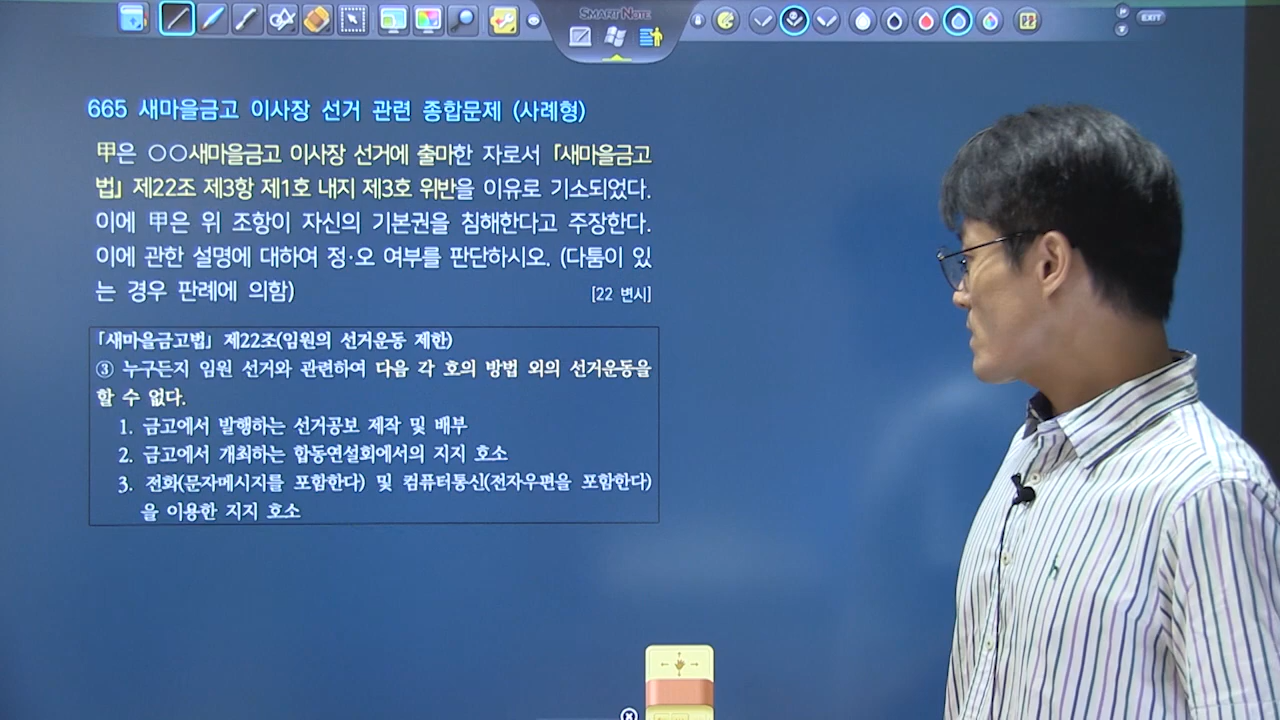 SMART NOTE
EXIT
665 새마을금고 이사장 선거 관련 종합문제 (사례형)
甲은 ○○새마을금고 이사장 선거에 출마한 자로서 「새마을금고
법」 제22조 제3항 제1호 내지 제3호 위반을 이유로 기소되었다.
이에 甲은 위 조항이 자신의 기본권을 침해한다고 주장한다.
이에 관한 설명에 대하여 정·오 여부를 판단하시오. (다툼이 있
는 경우 판례에 의함) [22 변시]
「새마을금고법」 제22조(임원의 선거운동 제한)
③ 누구든지 임원 선거와 관련하여 다음 각 호의 방법 외의 선거운동을
할 수 없다.
1. 금고에서 발행하는 선거공보 제작 및 배부
2. 금고에서 개최하는 합동연설회에서의 지지 호소
3. 전화(문자메시지를 포함한다) 및 컴퓨터통신(전자우편을 포함한다)
을 이용한 지지 호소